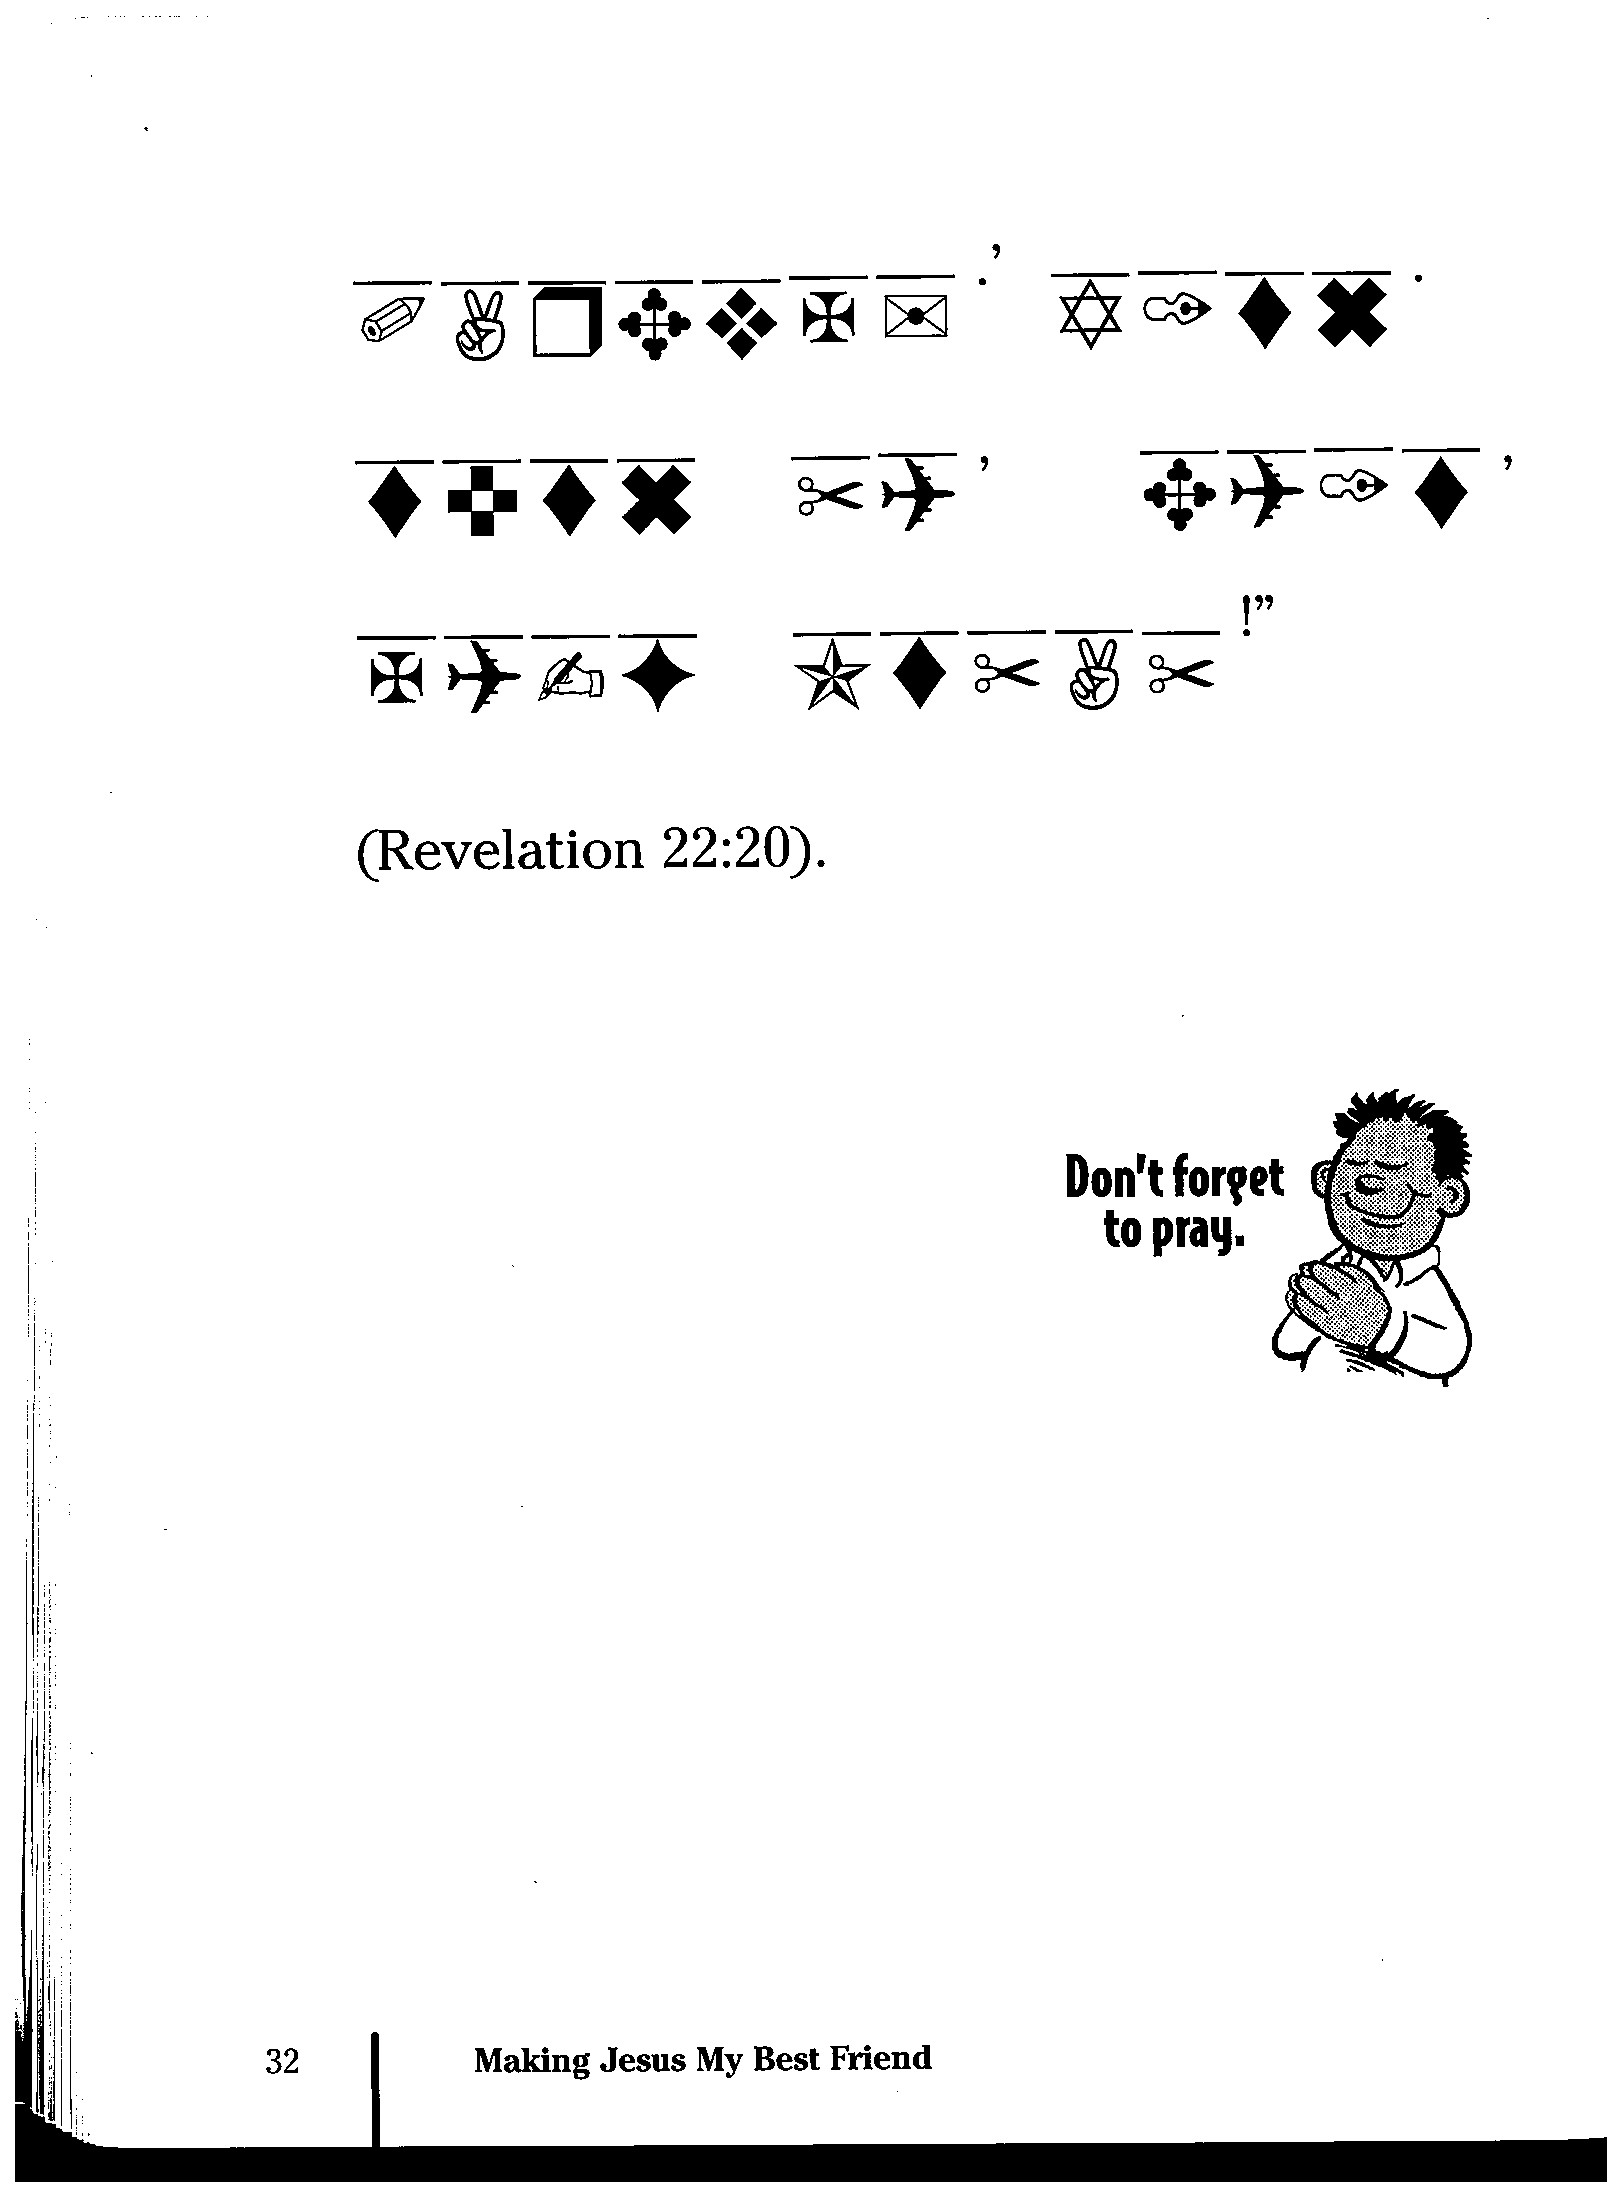 .’ .
, ,
!”
(Revelation 22:20).
Don't forget
to pray.
32 Making Jesus My Best Friend